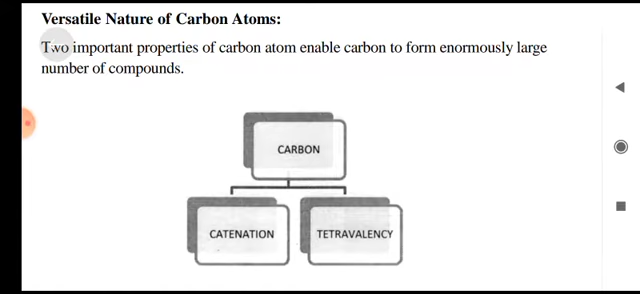 Versatile Nature of Carbon Atoms:
Two important properties of carbon atom enable carbon to form enormously large
number of compounds.
CARBON
CATENATION
TETRAVALENCY